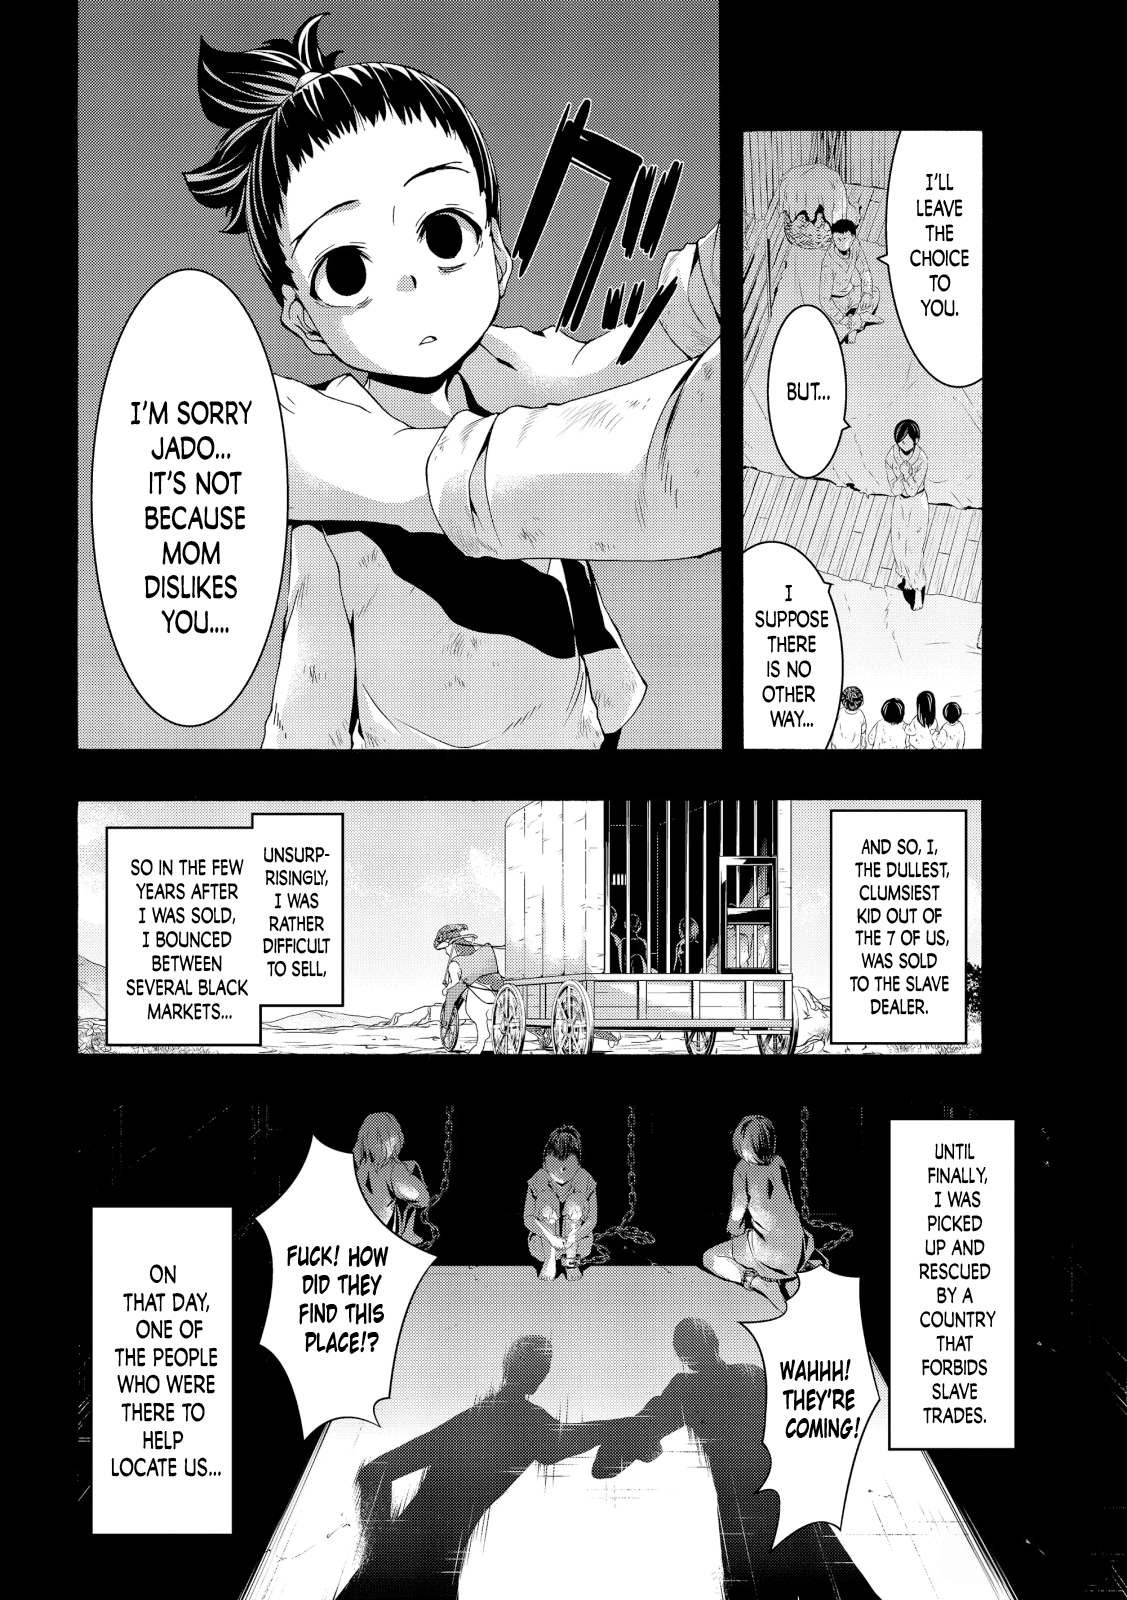 I'LL
LEAVE
THE
CHOICE
TO
YOU.
BUT...
I
SUPPOSE
THERE
IS NO
OTHER
WAY...
グッ
I'M SORRY
JADO...
IT'S NOT
BECAUSE
MOM
DISLIKES
YOU....
AND SO, I,
THE DULLEST,
CLUMSIEST
KID OUT OF
THE 7 OF US,
WAS SOLD
TO THE SLAVE
DEALER.
UNSURP-
RISINGLY,
I WAS
RATHER
DIFFICULT
TO SELL,
SO IN THE FEW
YEARS AFTER
I WAS SOLD,
I BOUNCED
BETWEEN
SEVERAL BLACK
MARKETS...
UNTIL
FINALLY,
I WAS
PICKED
UP AND
RESCUED
BY A
COUNTRY
THAT
FORBIDS
SLAVE
TRADES.
FUCK! HOW
DID THEY
FIND THIS
PLACE!?
WAHHH!
THEY'RE
COMING!
ON
THAT DAY,
ONE OF
THE PEOPLE
WHO WERE
THERE TO
HELP
LOCATE US...